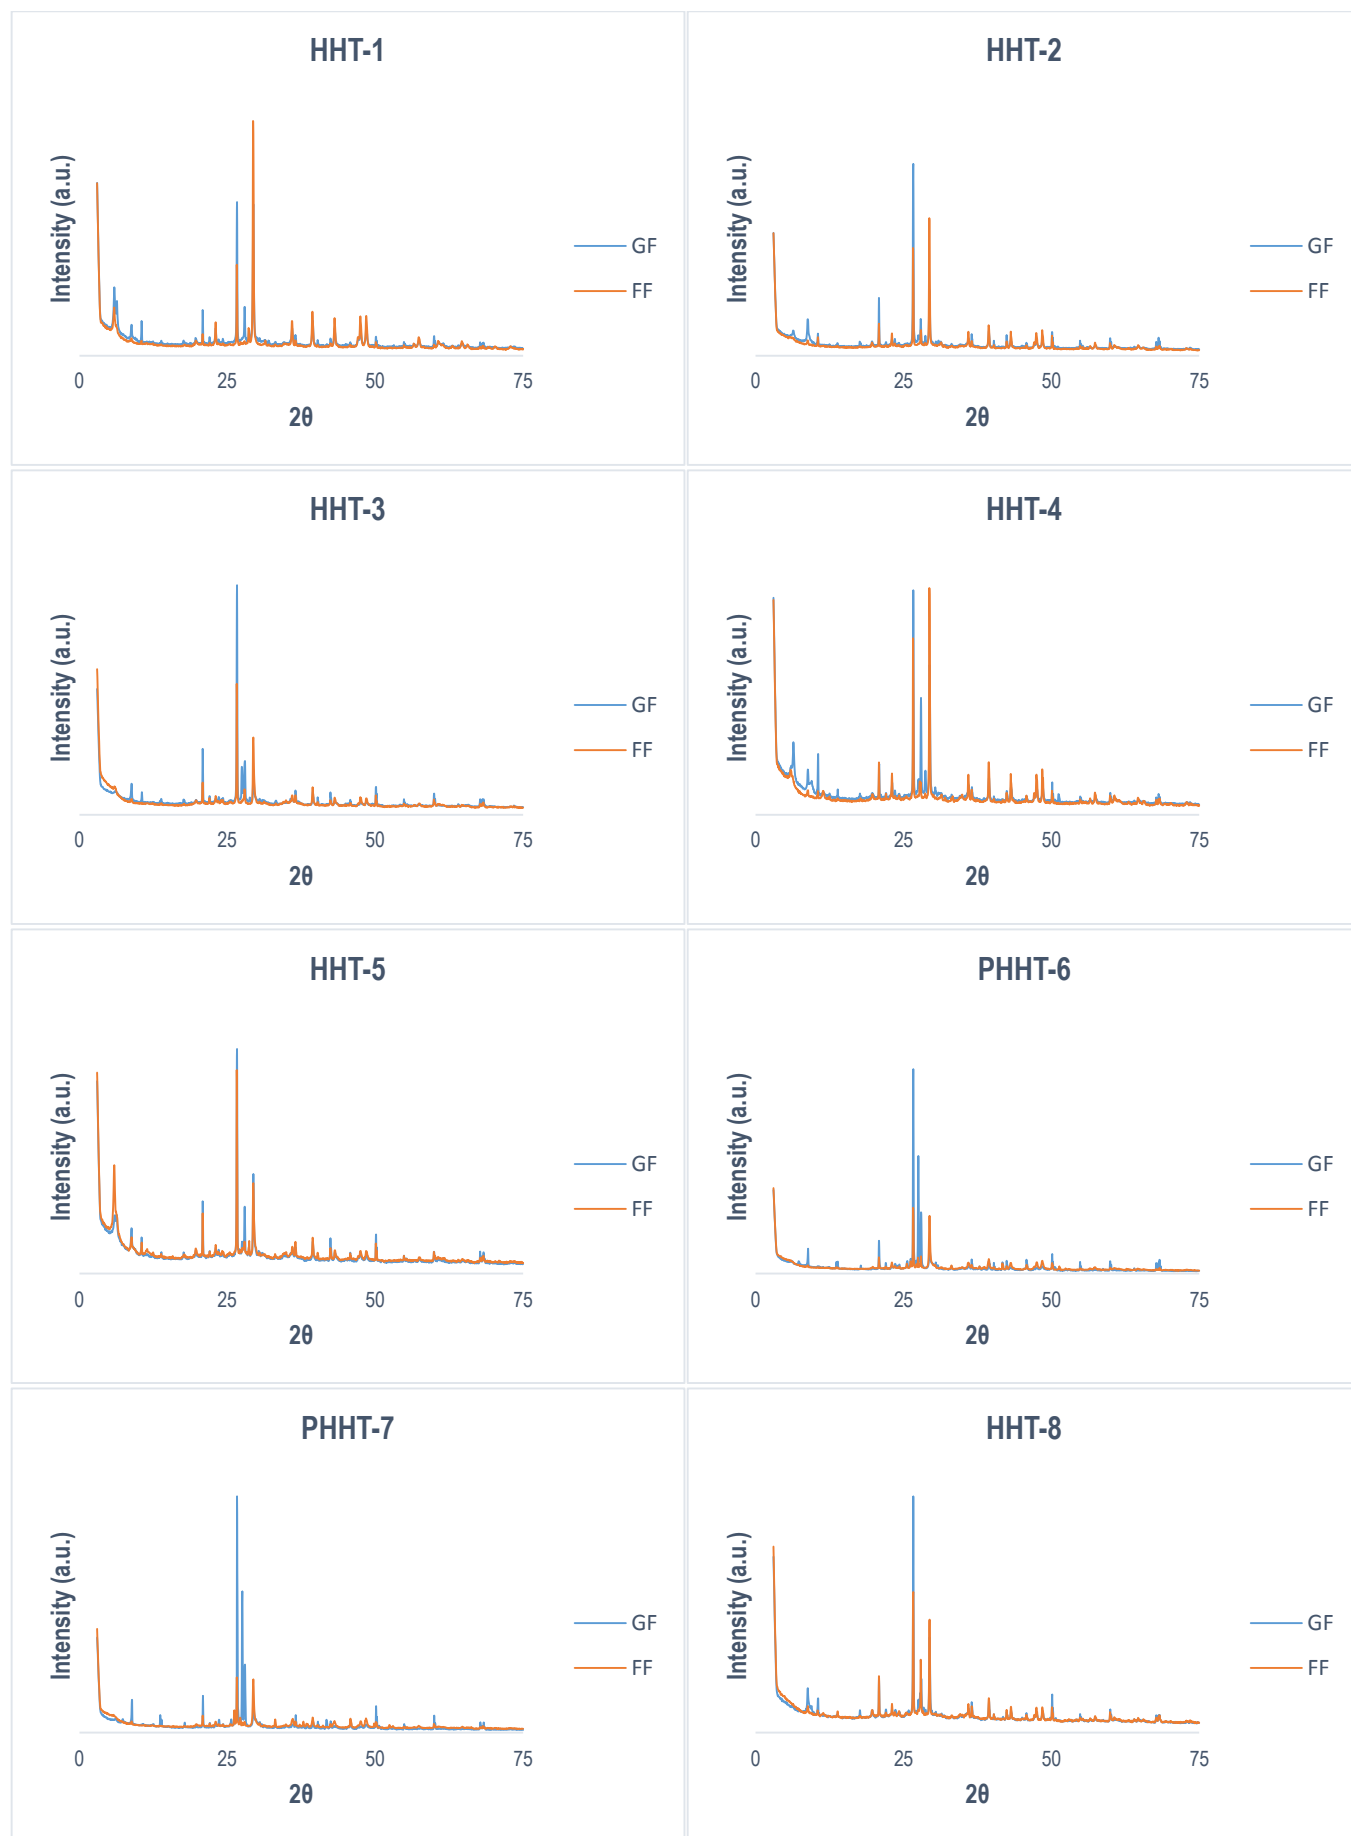 HHT-1
Intensity (a.u.)
GF
FF
0 25 50 75
2θ
HHT-2
Intensity (a.u.)
GF
FF
0 25 50 75
2θ
HHT-3
Intensity (a.u.)
GF
FF
0 25 50 75
2θ
HHT-4
Intensity (a.u.)
GF
FF
0 25 50 75
2θ
HHT-5
Intensity (a.u.)
GF
FF
0 25 50 75
2θ
PHHT-6
Intensity (a.u.)
GF
FF
0 25 50 75
2θ
PHHT-7
Intensity (a.u.)
GF
FF
0 25 50 75
2θ
HHT-8
Intensity (a.u.)
GF
FF
0 25 50 75
2θ